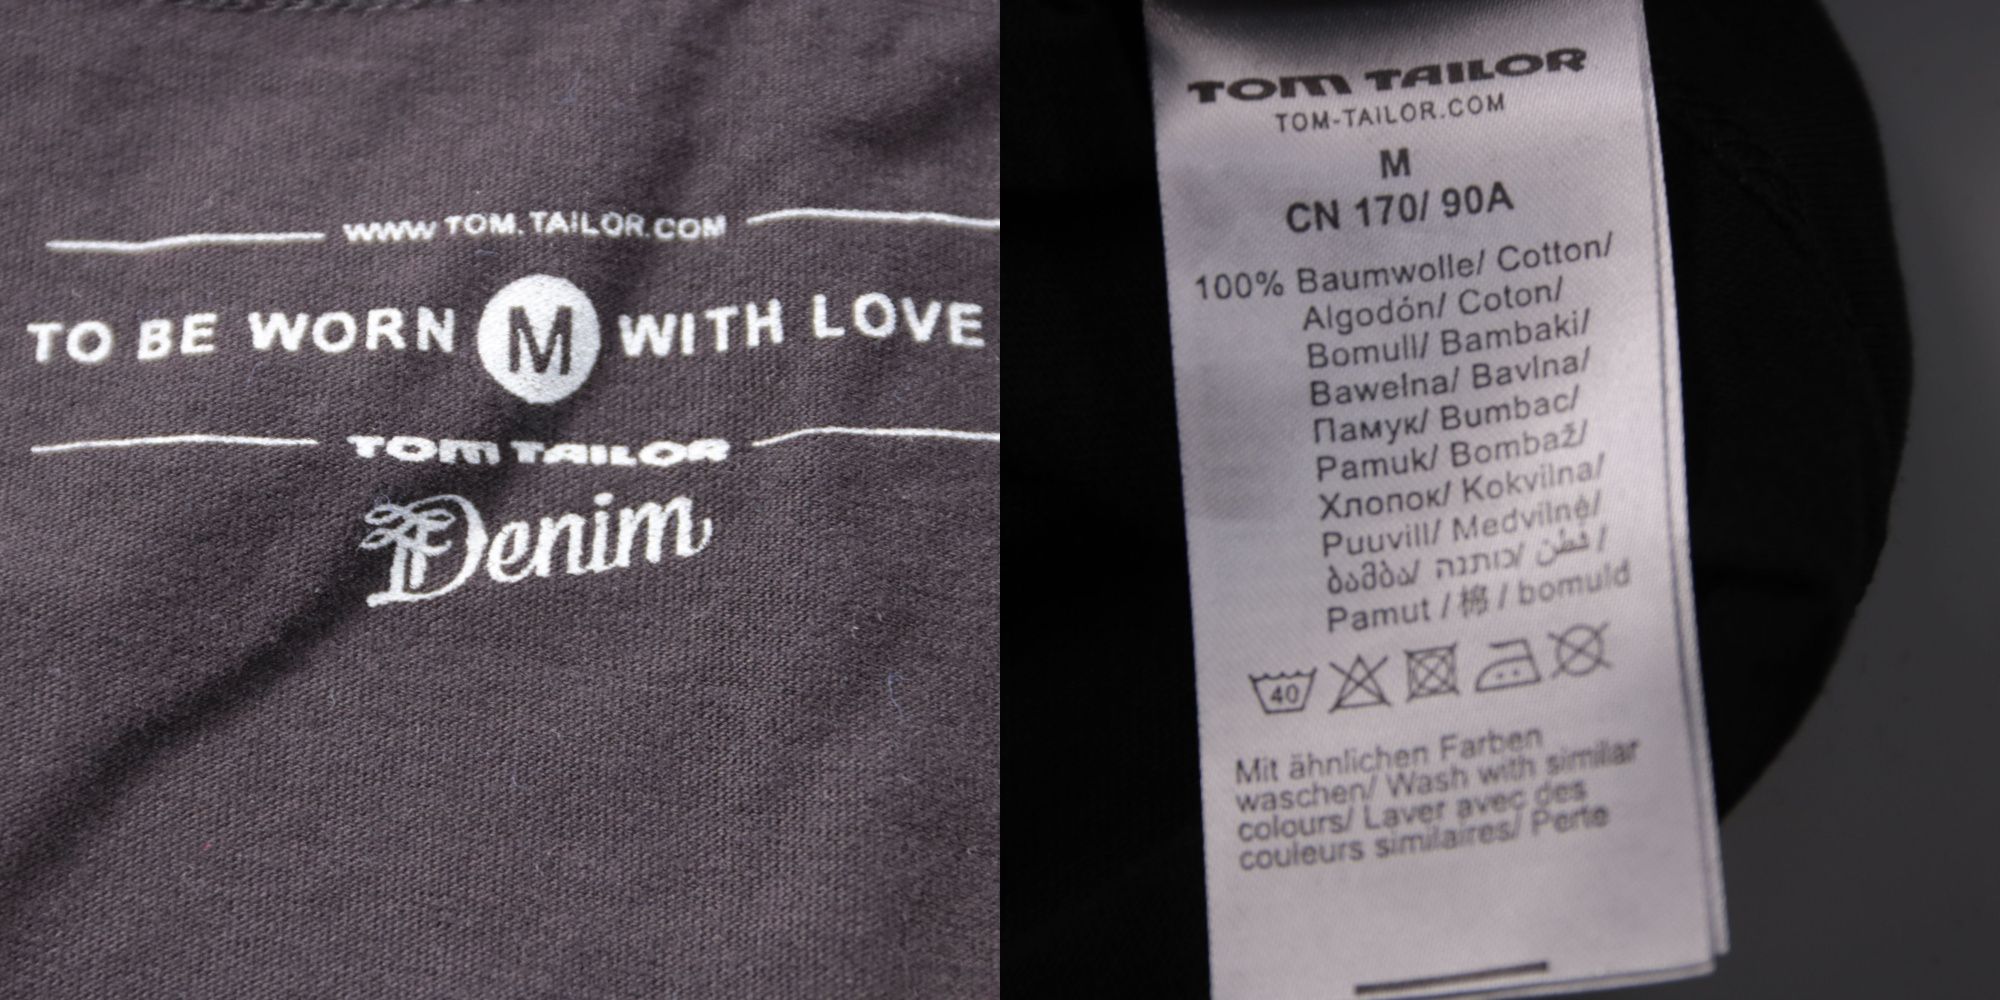 WWW TOM.TAILOR.COM
TO BE WORN M WITH LOVE
TOM TAILOR
Denim
TOM TAILOR
TOM-TAILOR.COM
M
CN 170/ 90A
100% Baumwolle/ Cotton/
Algodón/ Coton/
Bomull/ Bambaki/
Bawełna/ Bavlna/
Памук/ Bumbac/
Pamuk/ Bombaž/
Хлопок/ Kokvilna/
Puuvill/ Medvilnė/
ბამბა/ כותנה/ قطن/
Pamut / 棉 / bomuld
40
Mit ähnlichen Farben
waschen/ Wash with similar
colours/ Laver avec des
couleurs similaires/ Perte